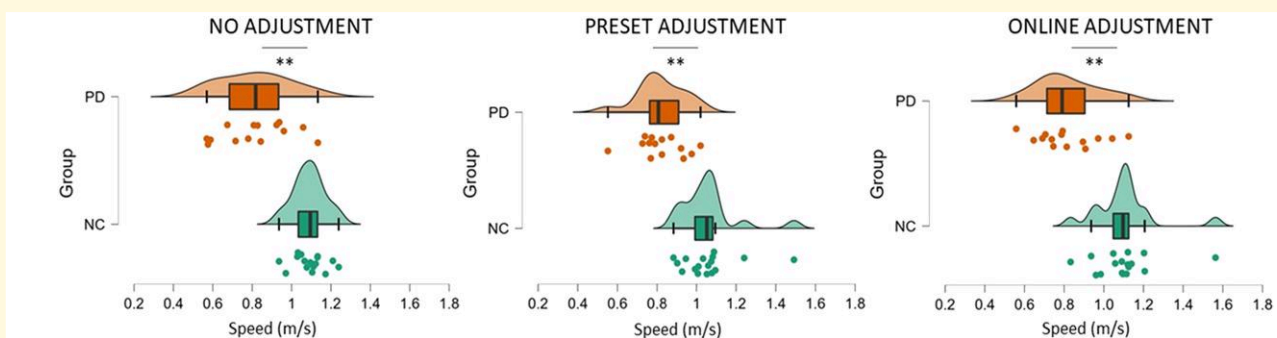 NO ADJUSTMENT
**
PD
NC
Group
0.2 0.4 0.6 0.8 1 1.2 1.4 1.6 1.8
Speed (m/s)
PRESET ADJUSTMENT
**
PD
NC
Group
0.2 0.4 0.6 0.8 1.0 1.2 1.4 1.6 1.8
Speed (m/s)
ONLINE ADJUSTMENT
**
PD
NC
Group
0.2 0.4 0.6 0.8 1.0 1.2 1.4 1.6 1.8
Speed (m/s)